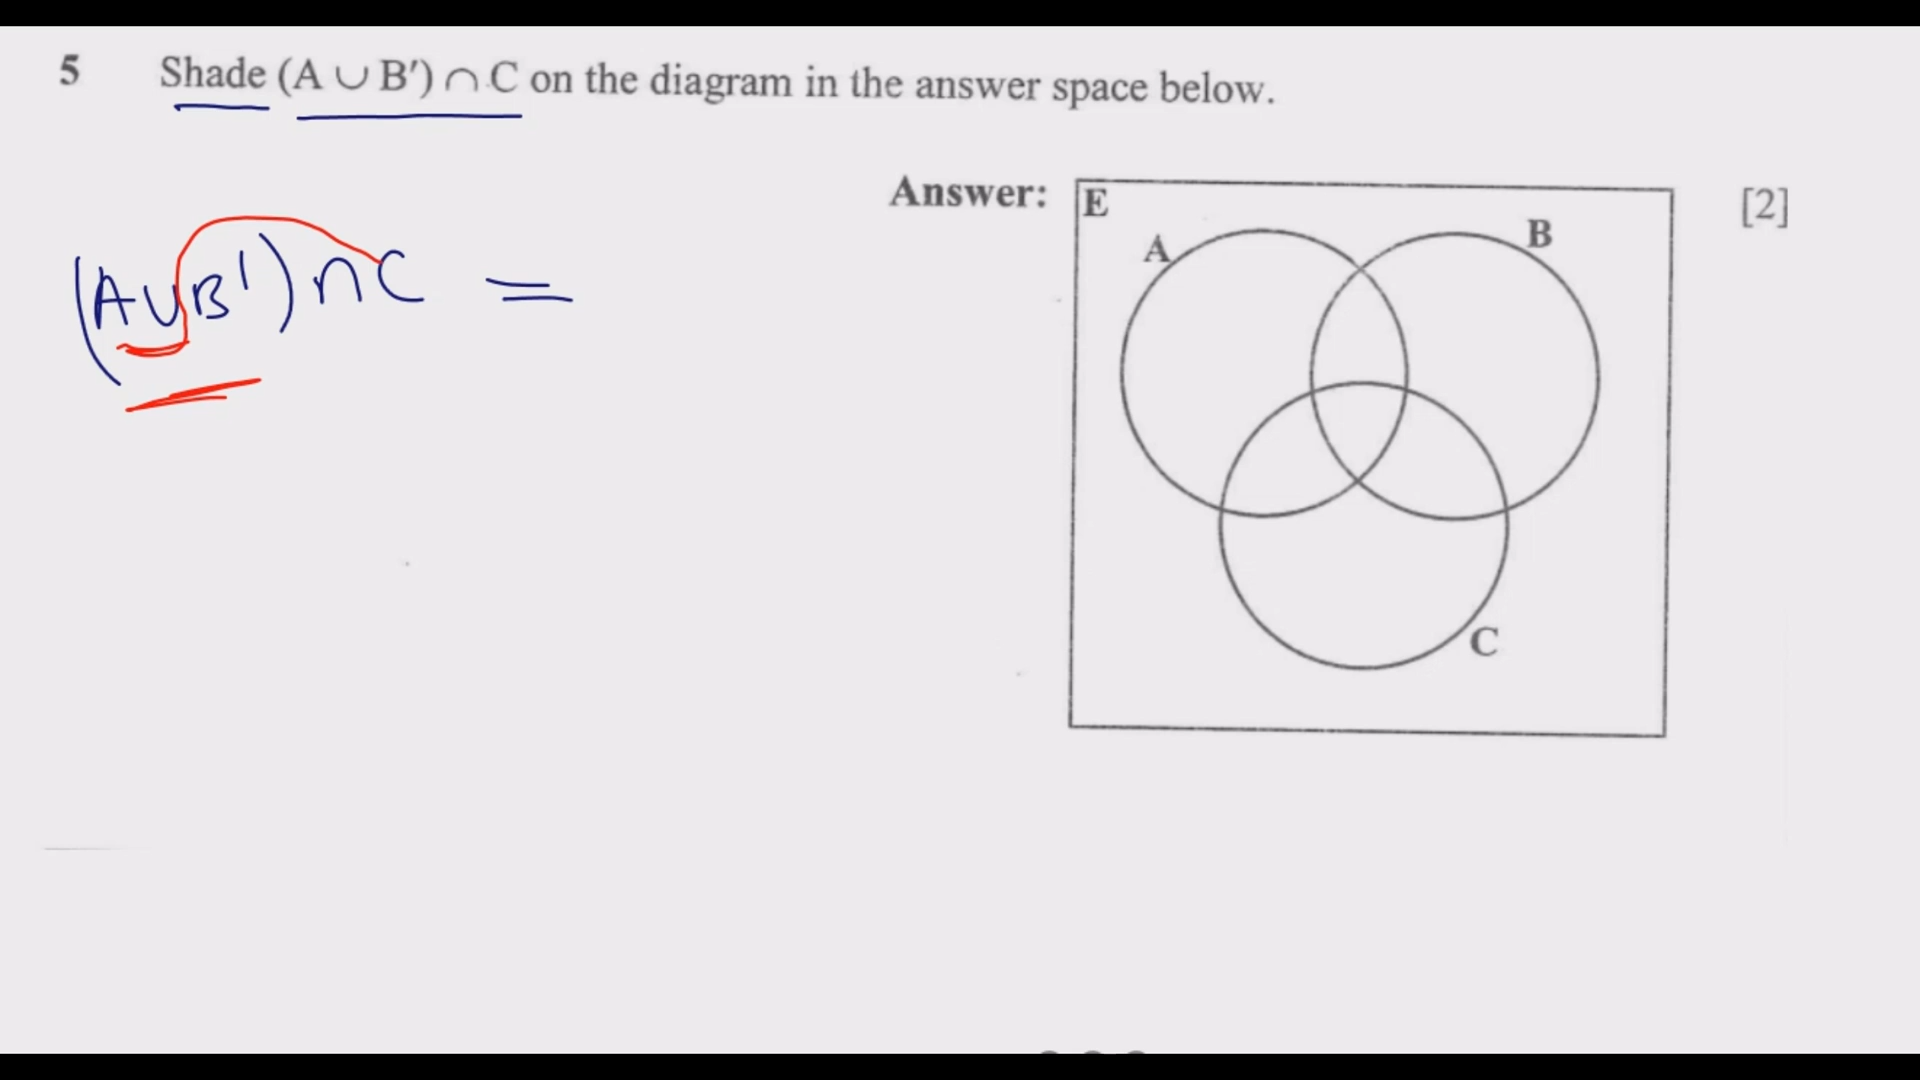 5 Shade (A ∪ B′) ∩ C on the diagram in the answer space below.
Answer:
[2]
E
A
B
C
(A∪B')∩C =